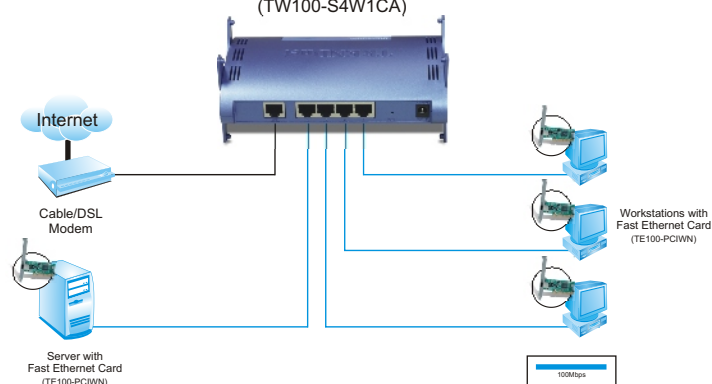 (TW100-S4W1CA)
Internet
Cable/DSL
Modem
Workstations with
Fast Ethernet Card
(TE100-PCIWN)
Server with
Fast Ethernet Card
(TE100-PCIWN)
100Mbps